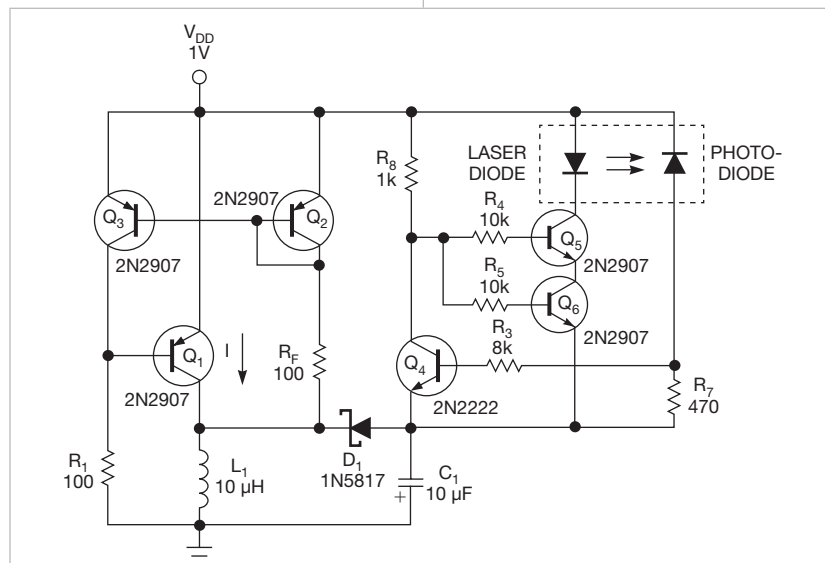 VDD
1V
LASER
DIODE
PHOTO-
DIODE
R8
1k
2N2907
Q3
Q2
R4
10k
Q5
2N2907
2N2907
R5
10k
Q6
2N2907
Q1
I
RF
100
R3
8k
Q4
2N2907
2N2222
R7
470
R1
100
L1
10 µH
D1
1N5817
C1
10 µF
+